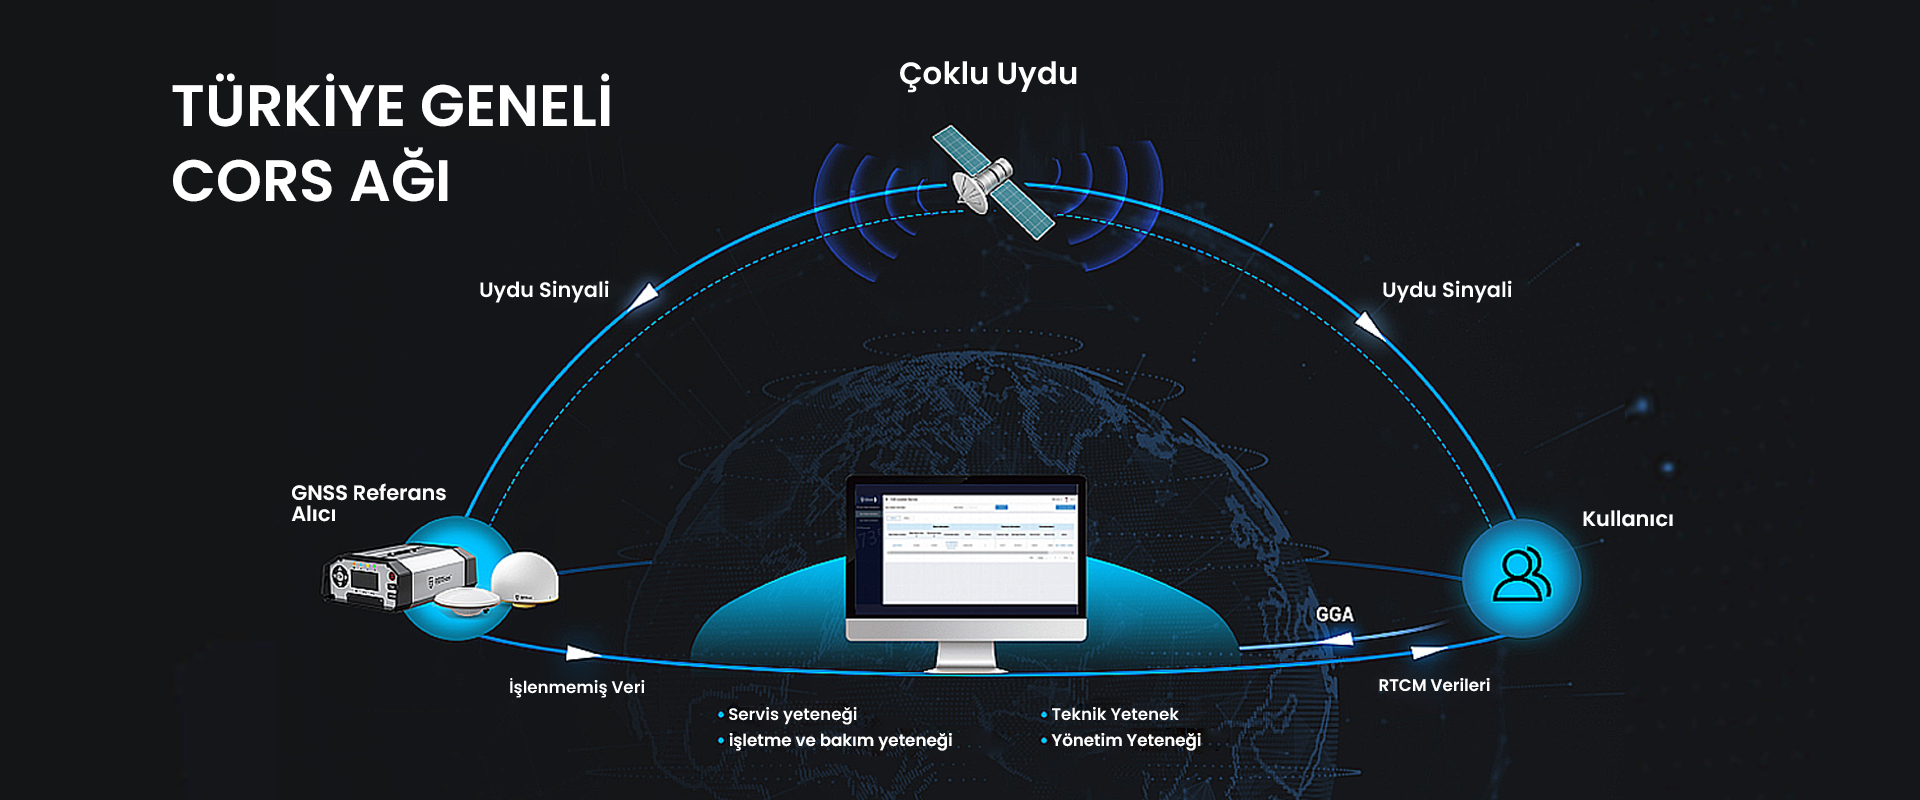 TÜRKİYE GENELİ
CORS AĞI
Çoklu Uydu
Uydu Sinyali
Uydu Sinyali
GNSS Referans
Alıcı
Kullanıcı
GGA
İşlenmemiş Veri
RTCM Verileri
• Servis yeteneği
• işletme ve bakım yeteneği
• Teknik Yetenek
• Yönetim Yeteneği